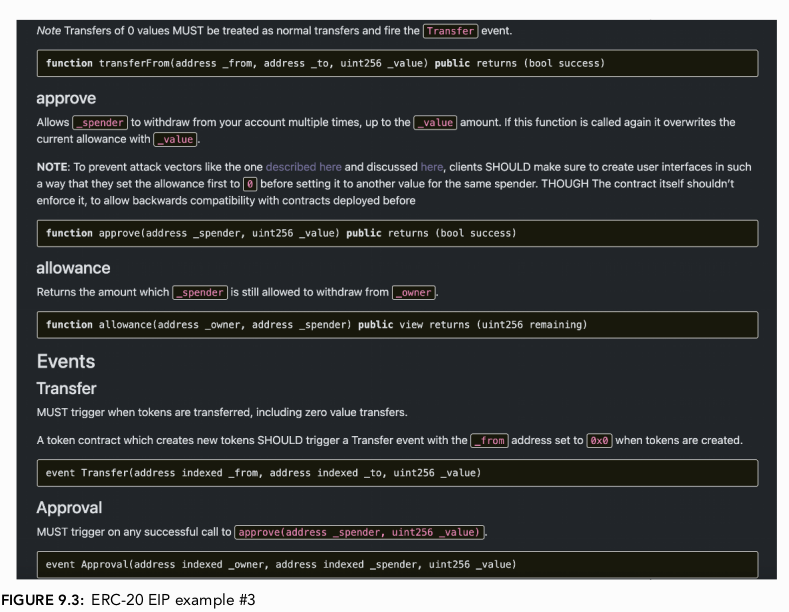 Note Transfers of 0 values MUST be treated as normal transfers and fire the Transfer event.
function transferFrom(address _from, address _to, uint256 _value) public returns (bool success)
approve
Allows _spender to withdraw from your account multiple times, up to the _value amount. If this function is called again it overwrites the
current allowance with _value.
NOTE: To prevent attack vectors like the one described here and discussed here, clients SHOULD make sure to create user interfaces in such
a way that they set the allowance first to 0 before setting it to another value for the same spender. THOUGH The contract itself shouldn't
enforce it, to allow backwards compatibility with contracts deployed before
function approve(address _spender, uint256 _value) public returns (bool success)
allowance
Returns the amount which _spender is still allowed to withdraw from _owner.
function allowance(address _owner, address _spender) public view returns (uint256 remaining)
Events
Transfer
MUST trigger when tokens are transferred, including zero value transfers.
A token contract which creates new tokens SHOULD trigger a Transfer event with the _from address set to 0x0 when tokens are created.
event Transfer(address indexed _from, address indexed _to, uint256 _value)
Approval
MUST trigger on any successful call to approve(address _spender, uint256 _value).
event Approval(address indexed _owner, address indexed _spender, uint256 _value)
FIGURE 9.3: ERC-20 EIP example #3